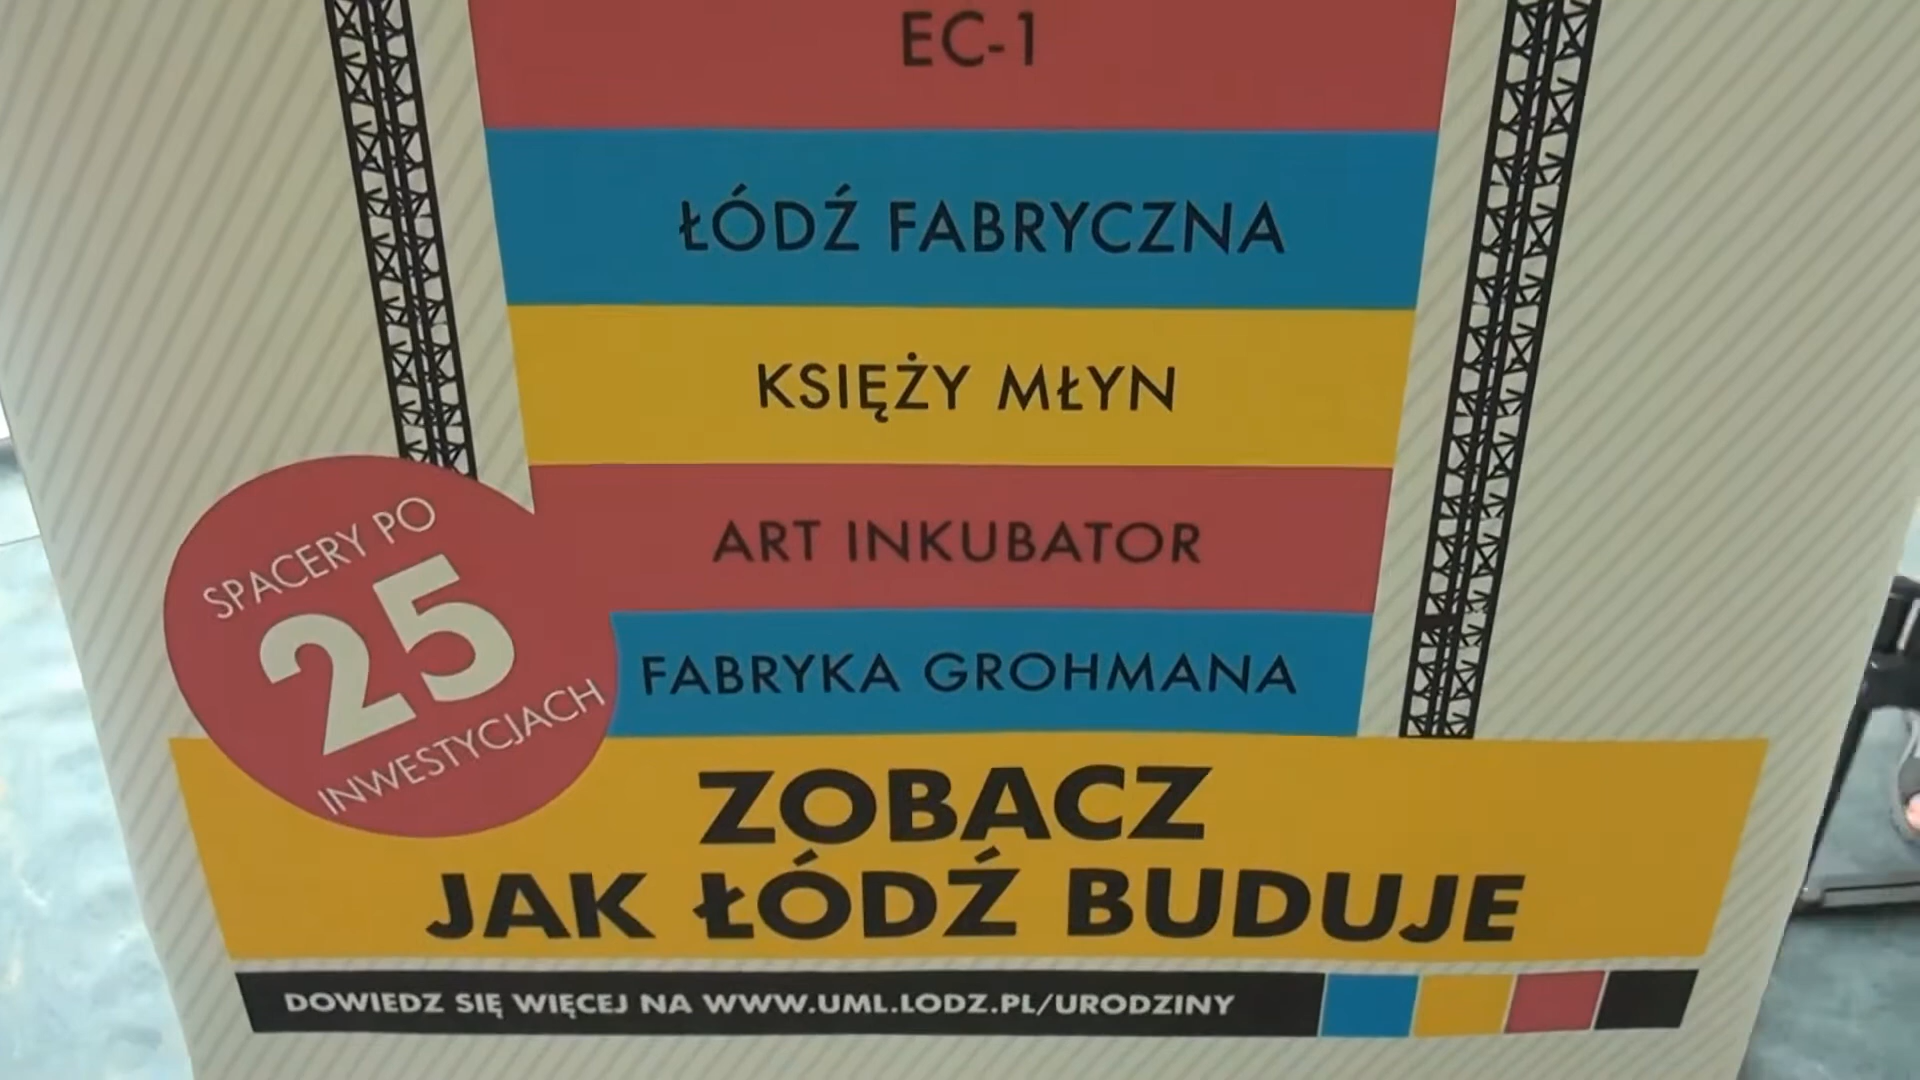 EC-1
ŁÓDŹ FABRYCZNA
KSIĘŻY MŁYN
ART INKUBATOR
FABRYKA GROHMANA
SPACERY PO
25
INWESTYCJACH
ZOBACZ
JAK ŁÓDŹ BUDUJE
DOWIEDZ SIĘ WIĘCEJ NA WWW.UML.LODZ.PL/URODZINY